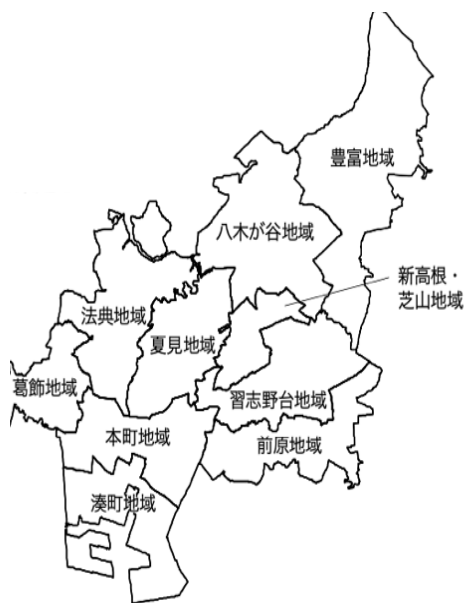 豊富地域
八木が谷地域
新高根・
芝山地域
法典地域
夏見地域
葛飾地域
習志野台地域
本町地域
前原地域
湊町地域